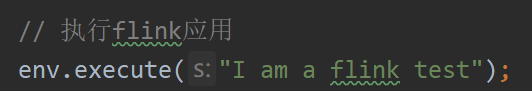 // 执行flink应用
env.execute( s: "I am a flink test");